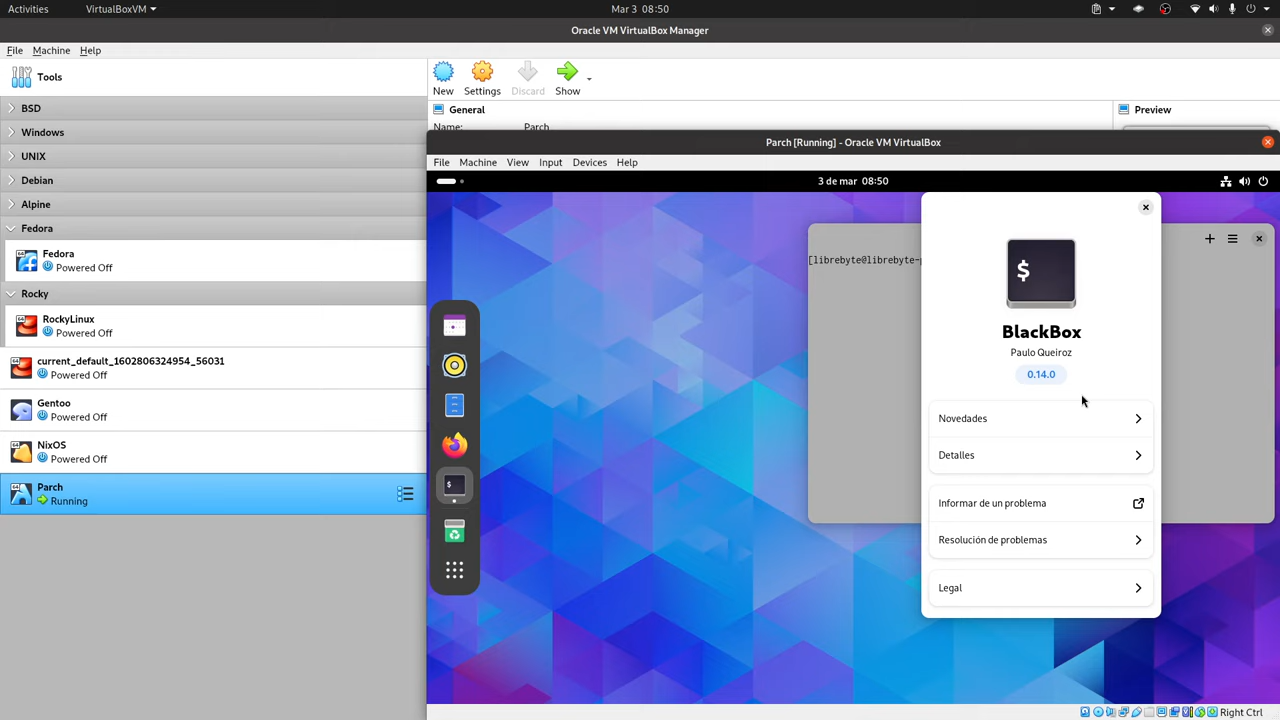 Activities
VirtualBoxVM
Mar 3 08:50
Oracle VM VirtualBox Manager
File Machine Help
Tools
BSD
Windows
UNIX
Debian
Alpine
Fedora
Fedora
Powered Off
Rocky
RockyLinux
Powered Off
current_default_1602806324954_56031
Powered Off
Gentoo
Powered Off
NixOS
Powered Off
Parch
Running
New Settings Discard Show
General
Name: Parch
Preview
Parch [Running] - Oracle VM VirtualBox
File Machine View Input Devices Help
3 de mar 08:50
[librebyte@librebyte-
$
BlackBox
Paulo Queiroz
0.14.0
Novedades
Detalles
Informar de un problema
Resolución de problemas
Legal
Right Ctrl